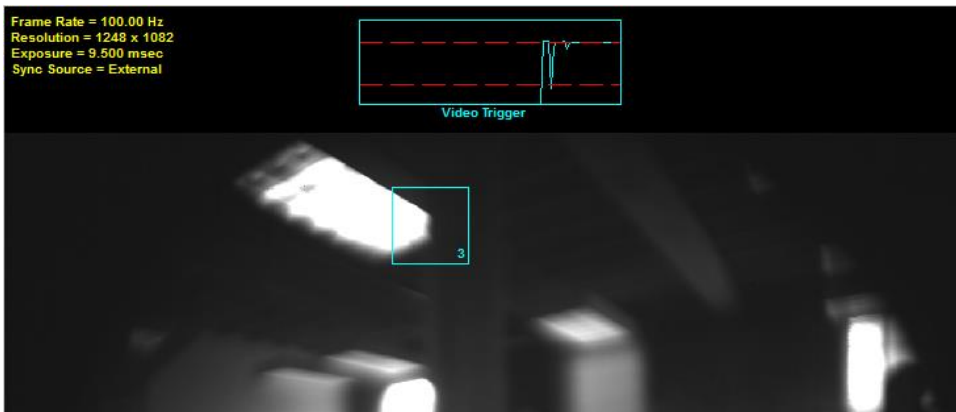 Frame Rate = 100.00 Hz
Resolution = 1248 x 1082
Exposure = 9.500 msec
Sync Source = External
Video Trigger
3